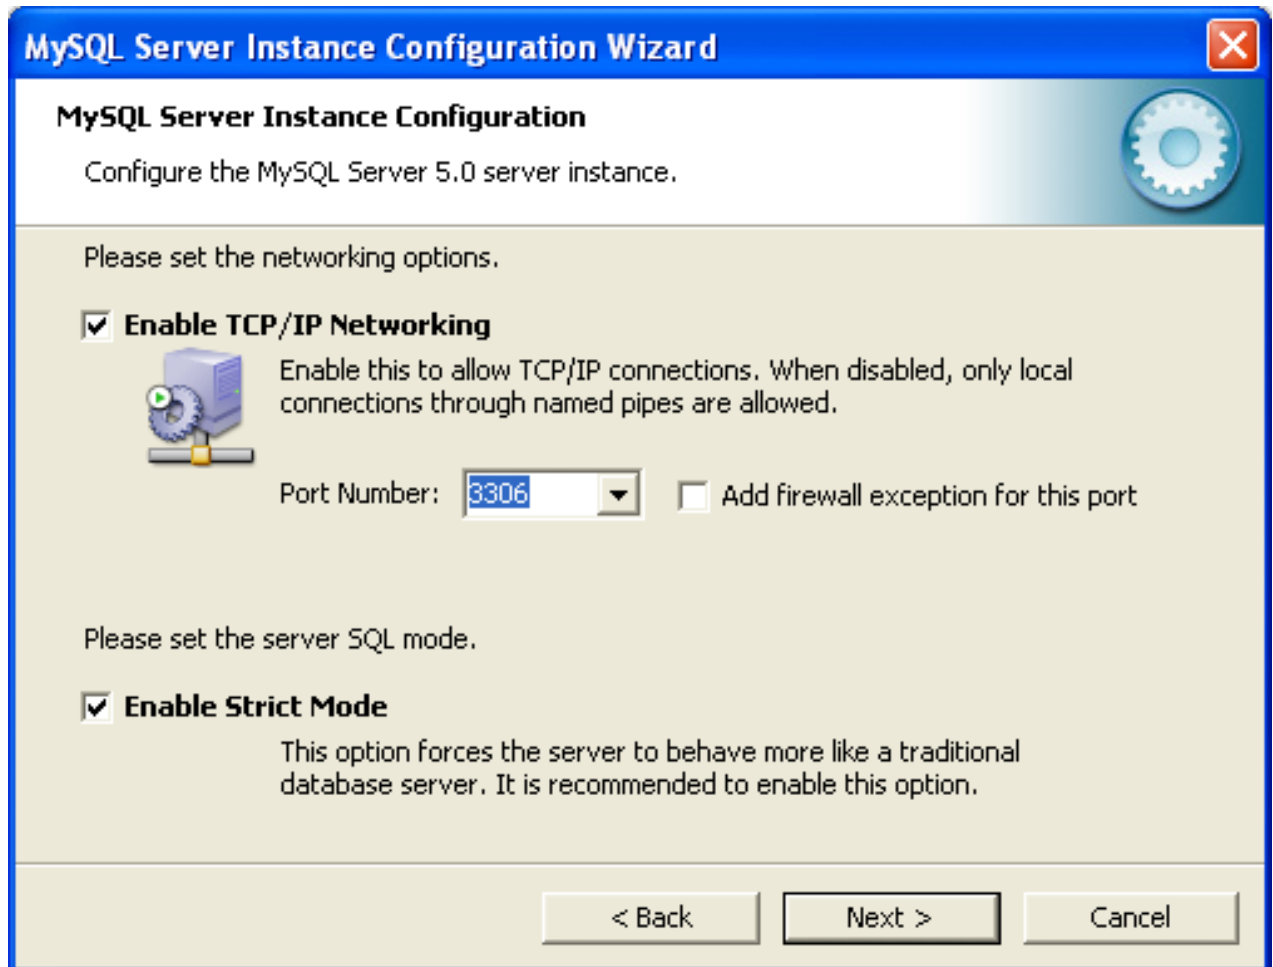 MySQL Server Instance Configuration Wizard
MySQL Server Instance Configuration
Configure the MySQL Server 5.0 server instance.
Please set the networking options.
Enable TCP/IP Networking
Enable this to allow TCP/IP connections. When disabled, only local
connections through named pipes are allowed.
Port Number: 3306 Add firewall exception for this port
Please set the server SQL mode.
Enable Strict Mode
This option forces the server to behave more like a traditional
database server. It is recommended to enable this option.
< Back Next > Cancel